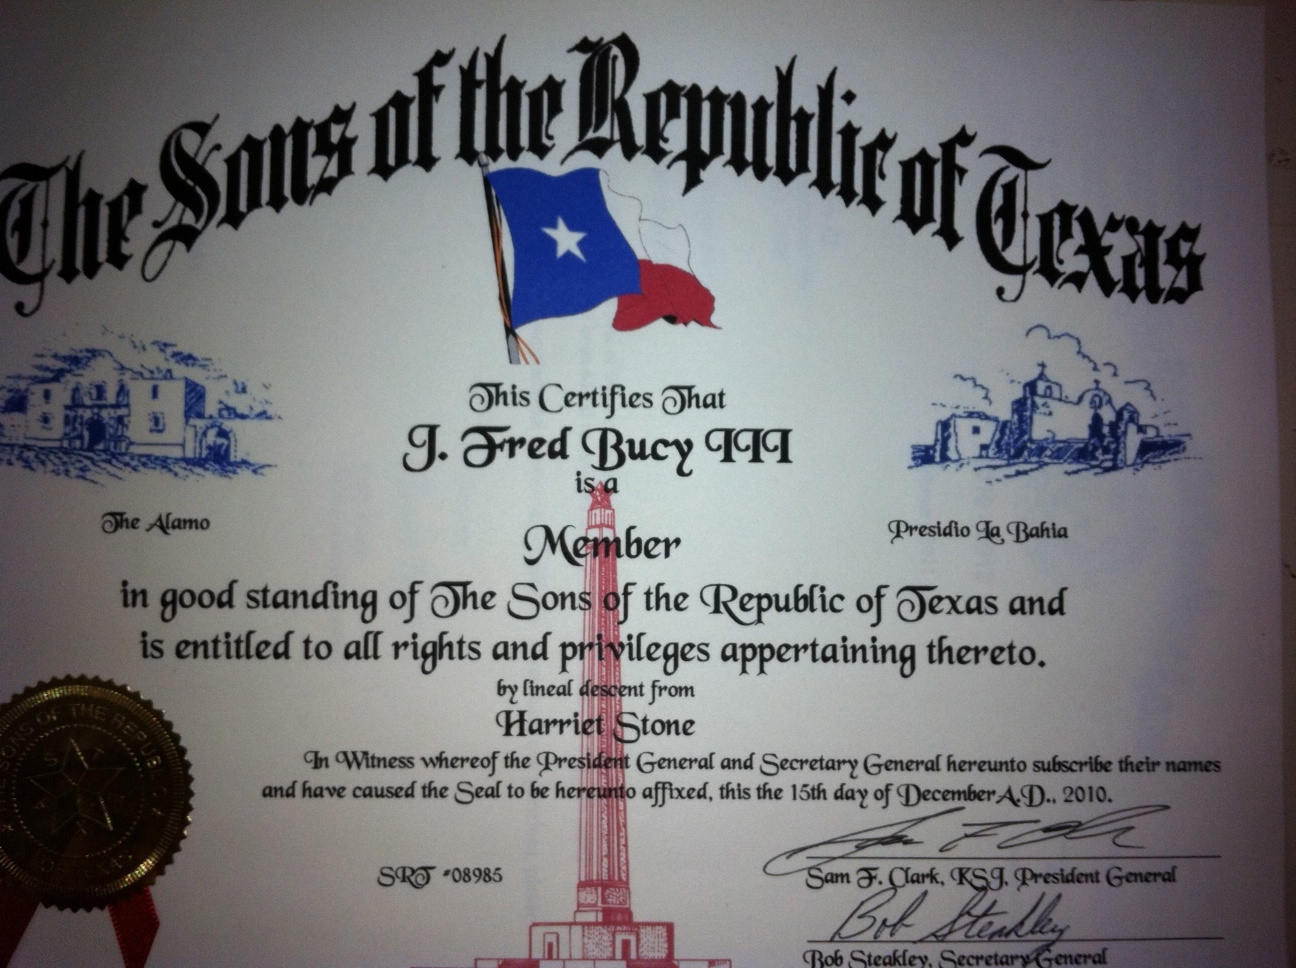 The Sons of the Republic of Texas
This Certifies That
J. Fred Bucy III
is a
The Alamo
Presidio La Bahia
Member
in good standing of The Sons of the Republic of Texas and
is entitled to all rights and privileges appertaining thereto.
by lineal descent from
Harriet Stone
In Witness whereof the President General and Secretary General hereunto subscribe their names
and have caused the Seal to be hereunto affixed, this the 15th day of December A.D., 2010.
SONS OF THE REPUB
SRT #08985
Sam F. Clark, KSJ, President General
Bob Steakley
Bob Steakley, Secretary General